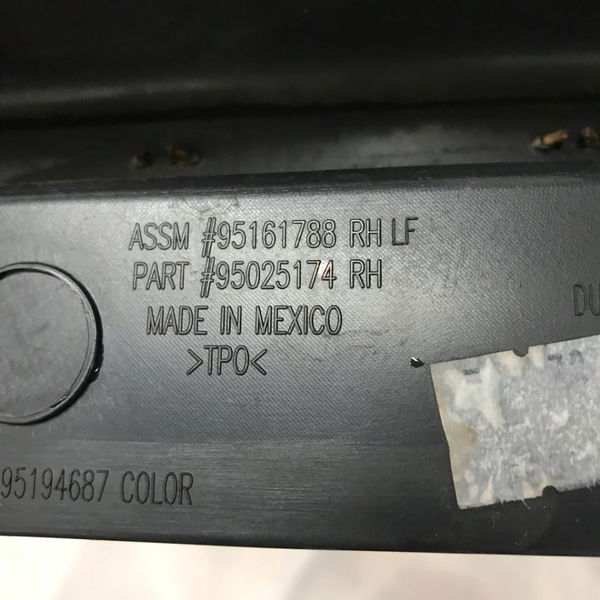 ASSM #95161788 RH LF
PART #95025174 RH
MADE IN MEXICO
>TPO<
95194687 COLOR